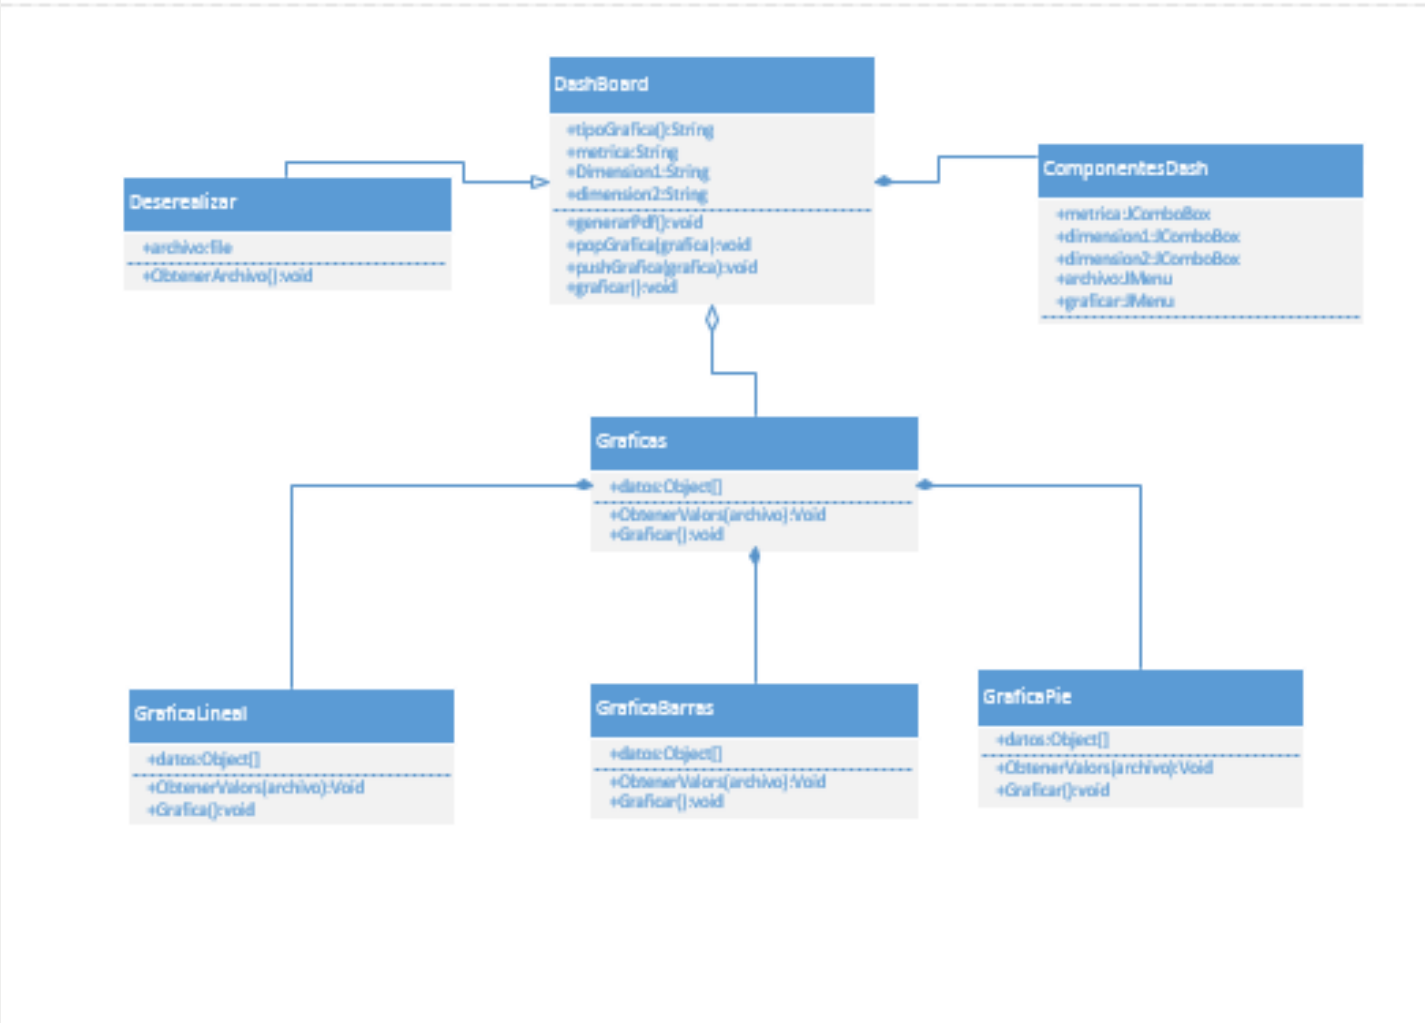 DashBoard
+tipoGrafica():String
+metrica:String
+Dimension1:String
+dimension2:String
+generarPdf():void
+popGrafica(grafica):void
+pushGrafica(grafica):void
+graficar():void
Deserealizar
+archivo:file
+ObtenerArchivo():void
ComponentesDash
+metrica:JComboBox
+dimension1:JComboBox
+dimension2:JComboBox
+archivo:JMenu
+graficar:JMenu
Graficas
+datos:Object[]
+ObtenerValors(archivo):Void
+Graficar():void
GraficaLineal
+datos:Object[]
+ObtenerValors(archivo):Void
+Grafica():void
GraficaBarras
+datos:Object[]
+ObtenerValors(archivo):Void
+Graficar():void
GraficaPie
+datos:Object[]
+ObtenerValors(archivo):Void
+Graficar():void